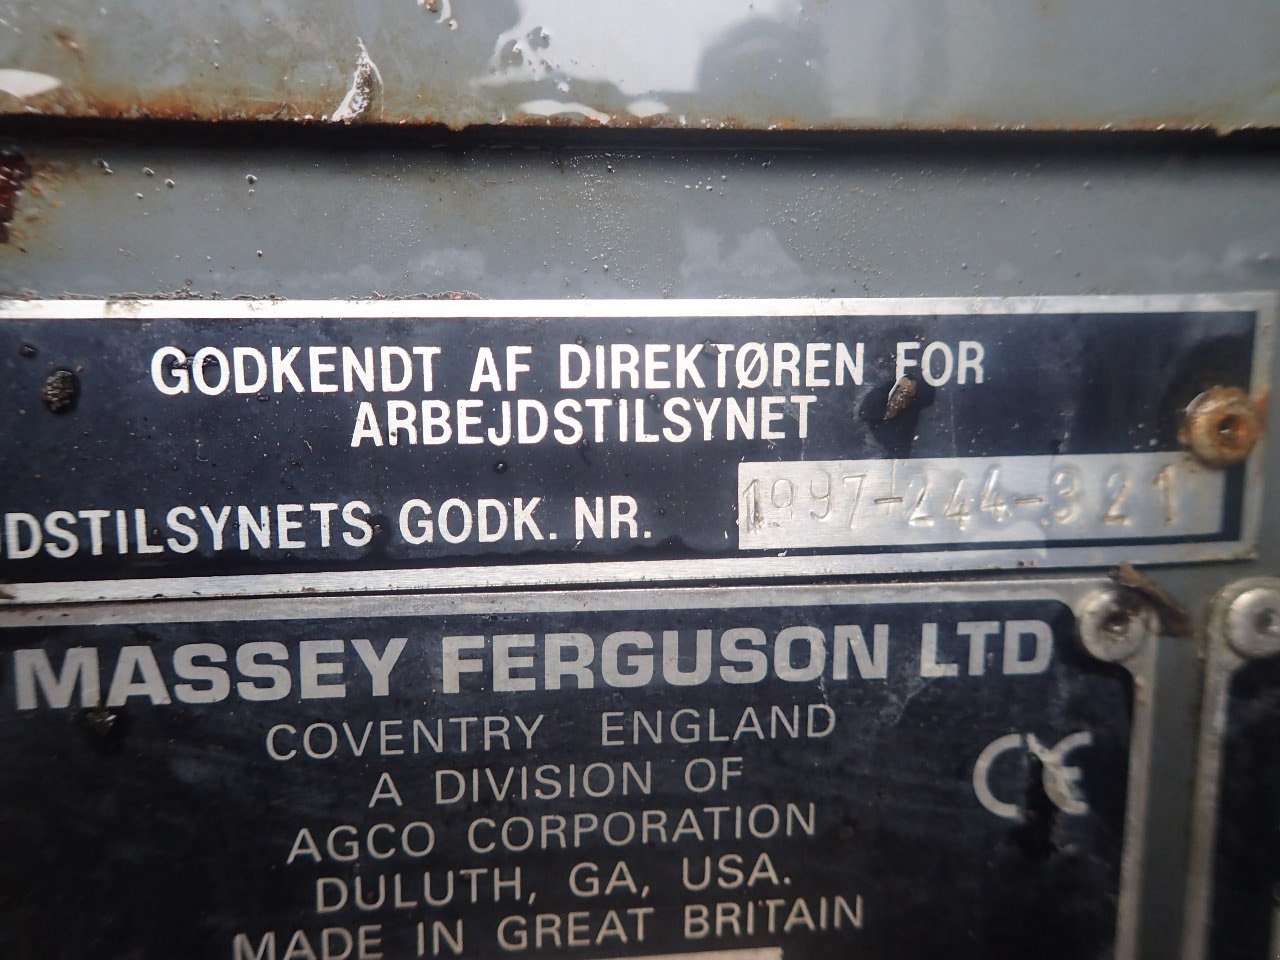 GODKENDT AF DIREKTØREN FOR
ARBEJDSTILSYNET
DSTILSYNETS GODK. NR. 1997-244-321
MASSEY FERGUSON LTD
COVENTRY ENGLAND
A DIVISION OF
AGCO CORPORATION
DULUTH, GA, USA.
MADE IN GREAT BRITAIN
CE